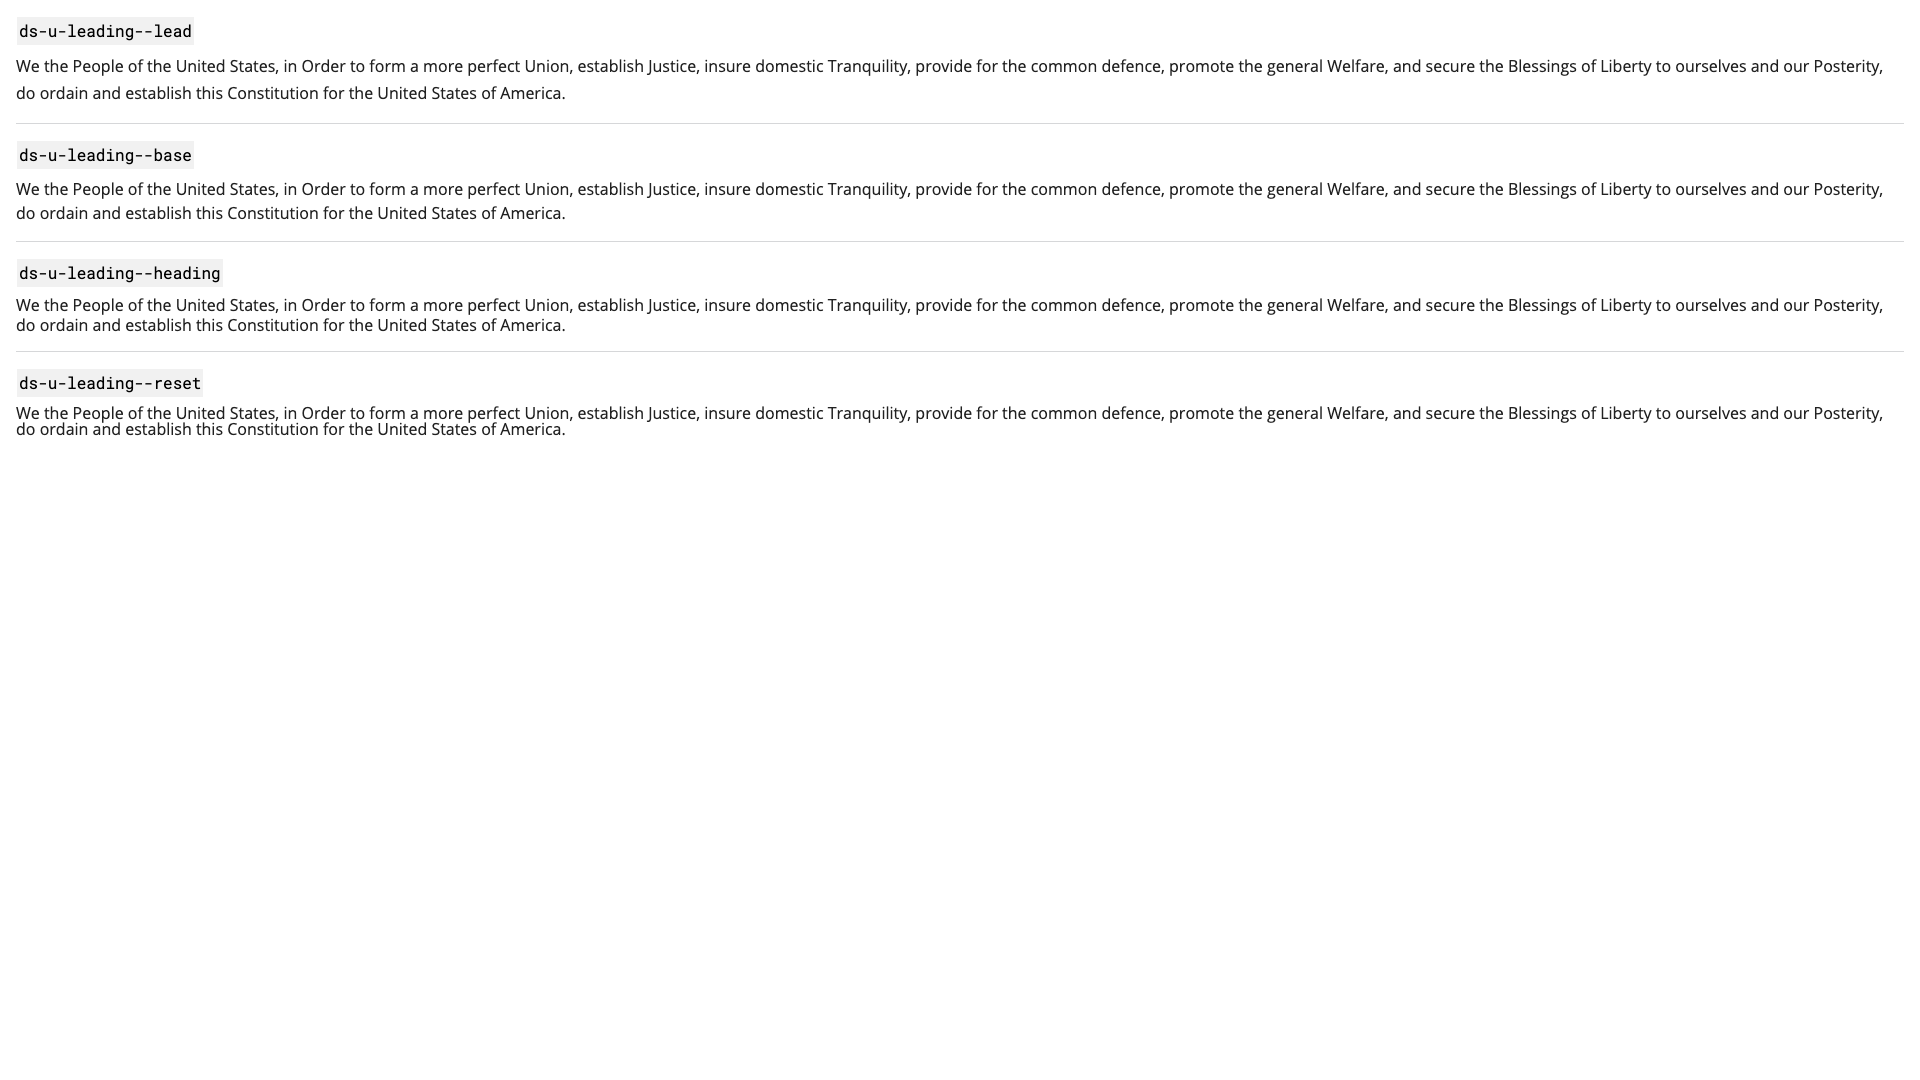 ds-u-leading--lead
We the People of the United States, in Order to form a more perfect Union, establish Justice, insure domestic Tranquility, provide for the common defence, promote the general Welfare, and secure the Blessings of Liberty to ourselves and our Posterity,
do ordain and establish this Constitution for the United States of America.
ds-u-leading--base
We the People of the United States, in Order to form a more perfect Union, establish Justice, insure domestic Tranquility, provide for the common defence, promote the general Welfare, and secure the Blessings of Liberty to ourselves and our Posterity,
do ordain and establish this Constitution for the United States of America.
ds-u-leading--heading
We the People of the United States, in Order to form a more perfect Union, establish Justice, insure domestic Tranquility, provide for the common defence, promote the general Welfare, and secure the Blessings of Liberty to ourselves and our Posterity,
do ordain and establish this Constitution for the United States of America.
ds-u-leading--reset
We the People of the United States, in Order to form a more perfect Union, establish Justice, insure domestic Tranquility, provide for the common defence, promote the general Welfare, and secure the Blessings of Liberty to ourselves and our Posterity,
do ordain and establish this Constitution for the United States of America.